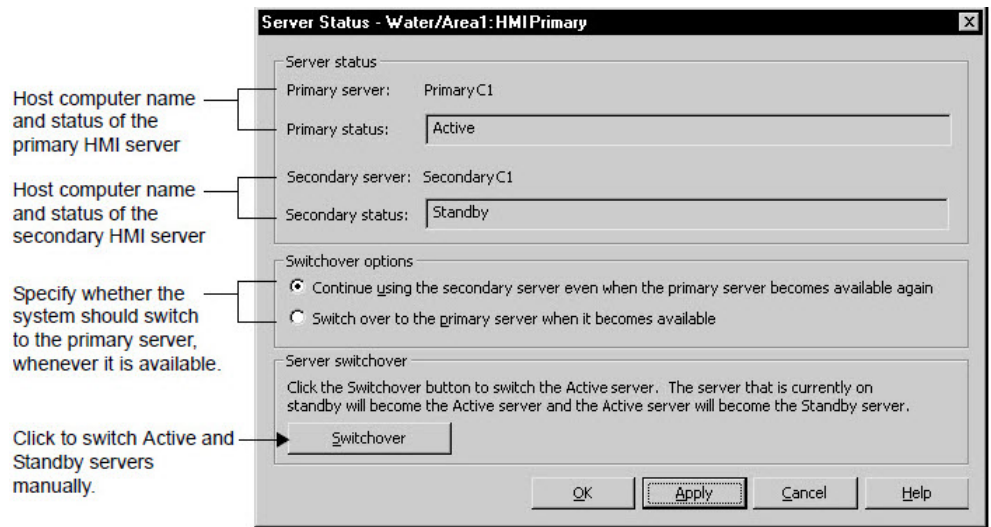 Server Status - Water/Area1:HMIPrimary
Server status
Host computer name
and status of the
primary HMI server
Primary server: PrimaryC1
Primary status: Active
Host computer name
and status of the
secondary HMI server
Secondary server: SecondaryC1
Secondary status: Standby
Switchover options
Specify whether the
system should switch
to the primary server,
whenever it is available.
Continue using the secondary server even when the primary server becomes available again
Switch over to the primary server when it becomes available
Server switchover
Click the Switchover button to switch the Active server. The server that is currently on
standby will become the Active server and the Active server will become the Standby server.
Click to switch Active and
Standby servers
manually.
Switchover
OK Apply Cancel Help